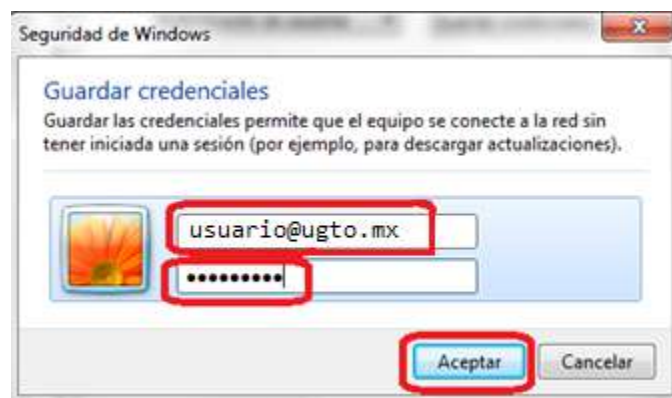 Seguridad de Windows
Guardar credenciales
Guardar las credenciales permite que el equipo se conecte a la red sin
tener iniciada una sesión (por ejemplo, para descargar actualizaciones).
usuario@ugto.mx
•••••••••
Aceptar Cancelar